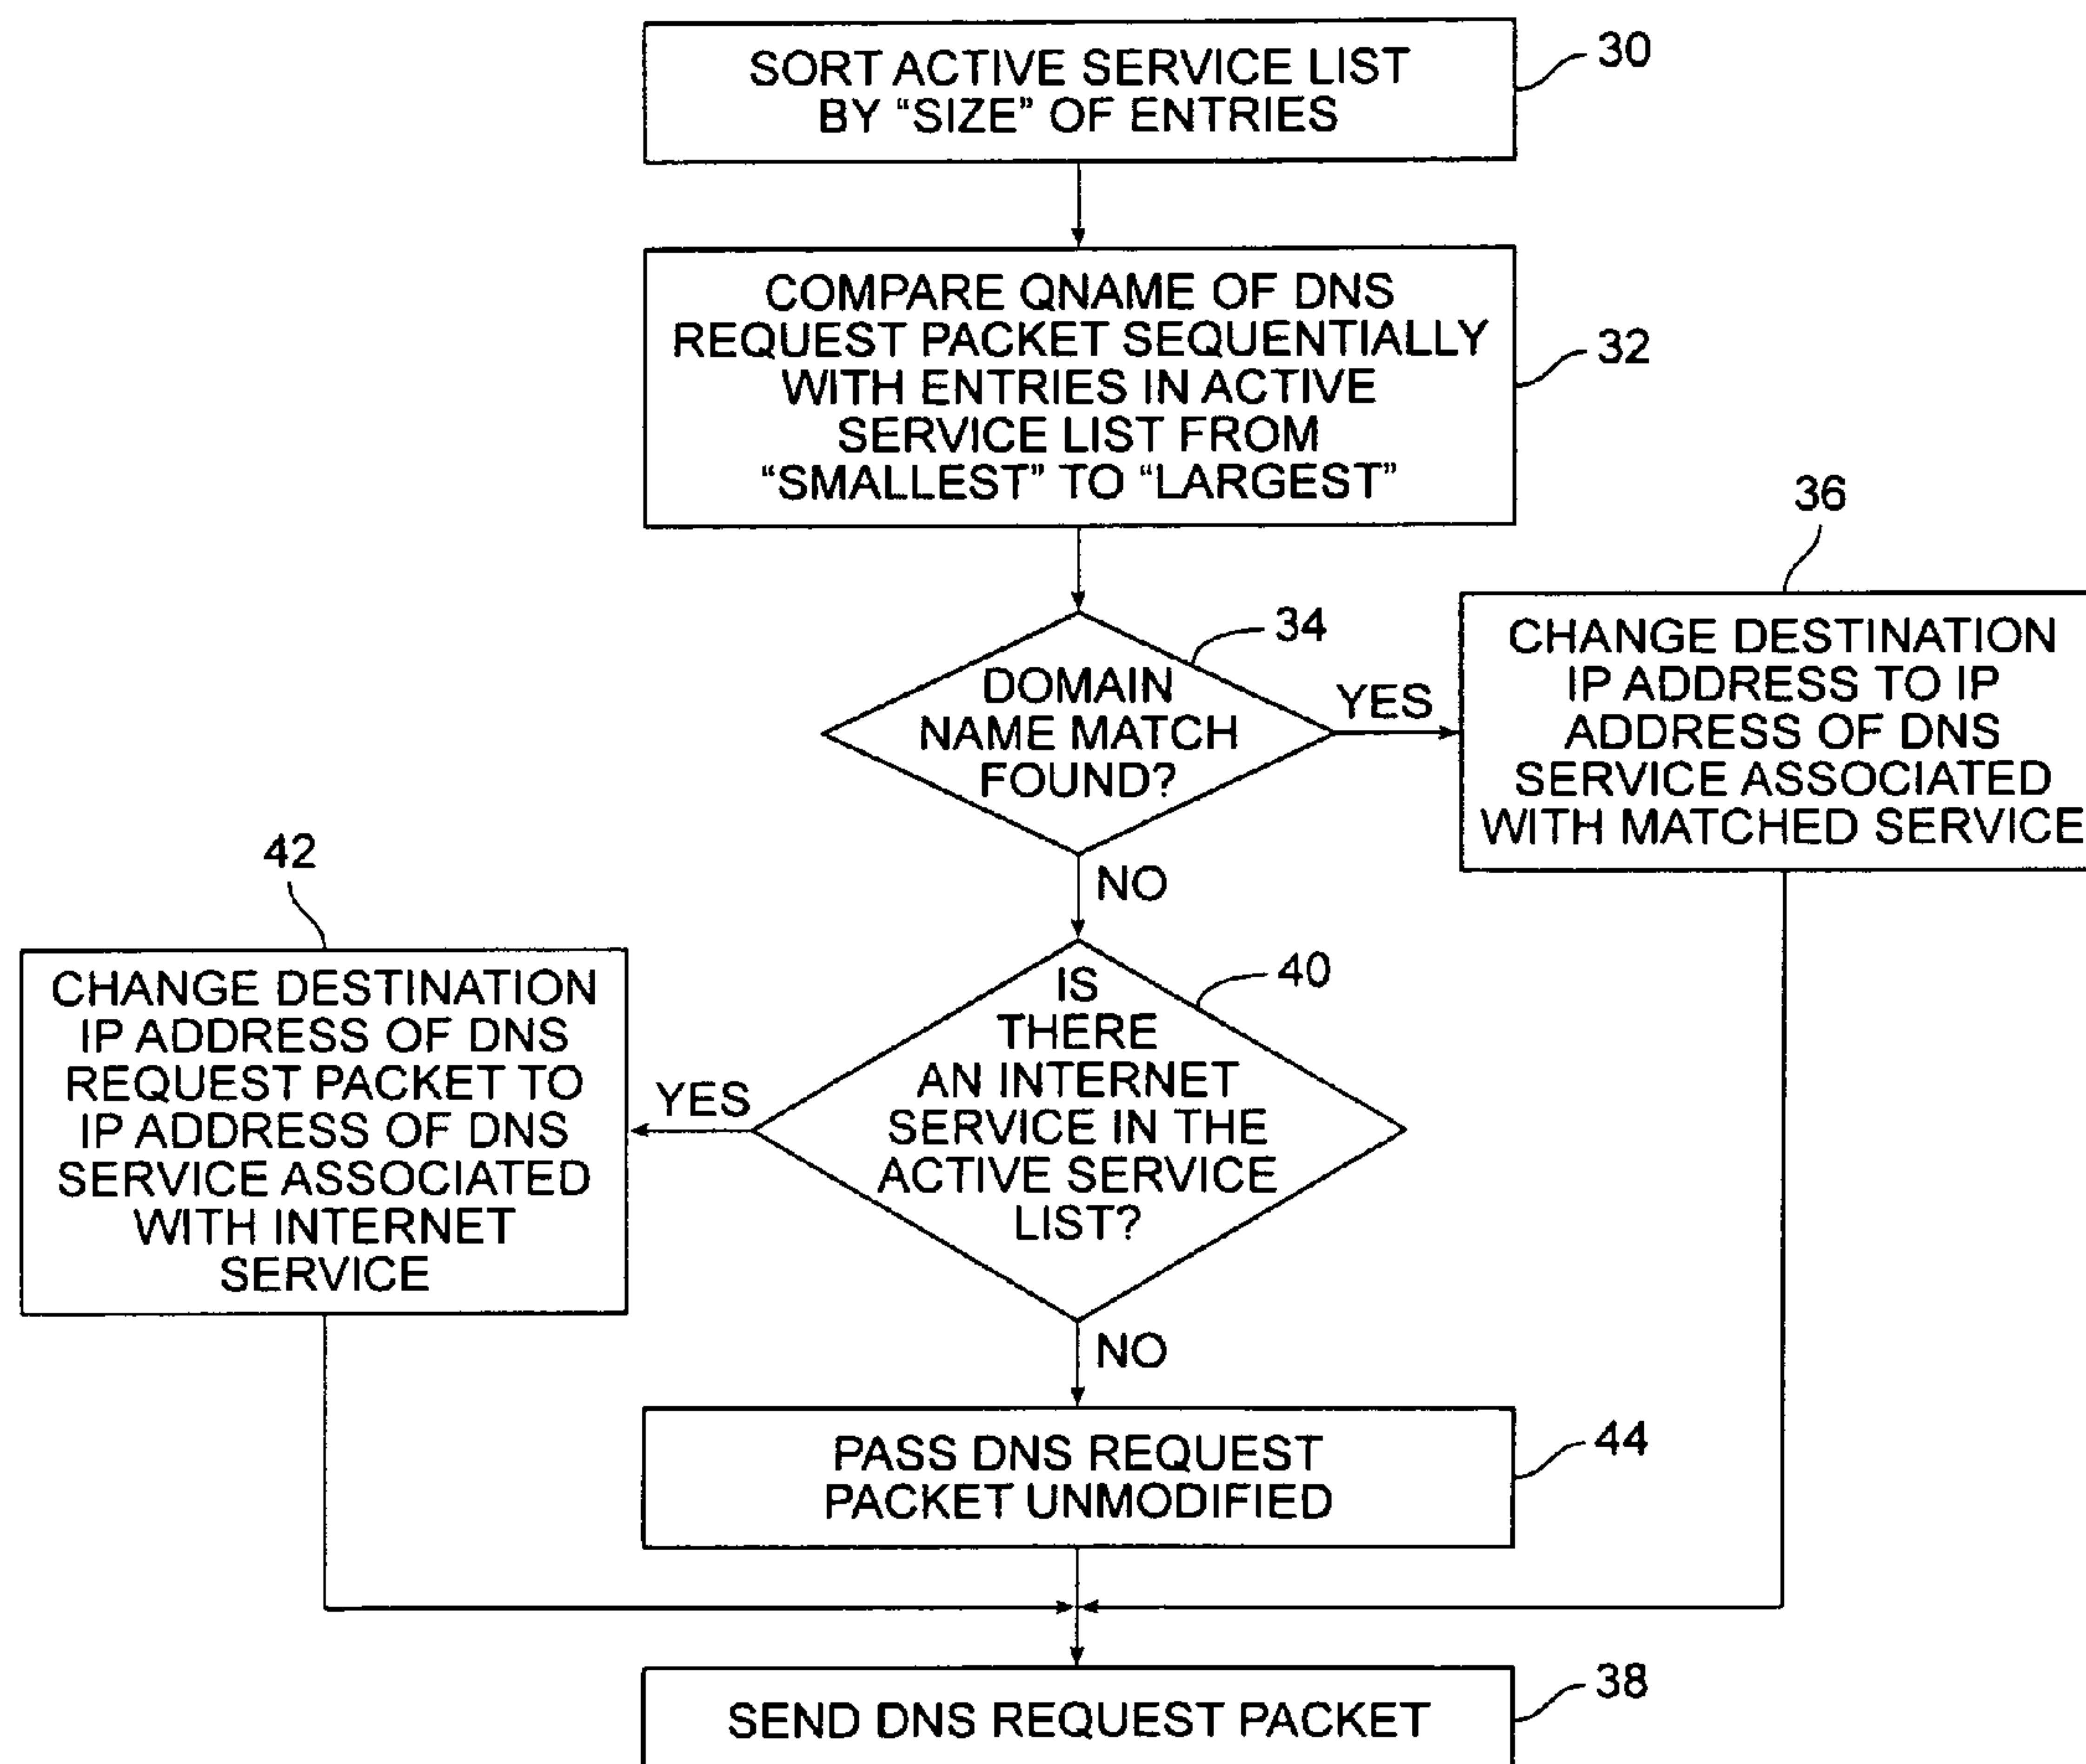 SORT ACTIVE SERVICE LIST
BY “SIZE” OF ENTRIES
30
COMPARE QNAME OF DNS
REQUEST PACKET SEQUENTIALLY
WITH ENTRIES IN ACTIVE
SERVICE LIST FROM
“SMALLEST” TO “LARGEST”
32
DOMAIN
NAME MATCH
FOUND?
34
YES
36
CHANGE DESTINATION
IP ADDRESS TO IP
ADDRESS OF DNS
SERVICE ASSOCIATED
WITH MATCHED SERVICE
NO
IS
THERE
AN INTERNET
SERVICE IN THE
ACTIVE SERVICE
LIST?
40
YES
42
CHANGE DESTINATION
IP ADDRESS OF DNS
REQUEST PACKET TO
IP ADDRESS OF DNS
SERVICE ASSOCIATED
WITH INTERNET
SERVICE
NO
PASS DNS REQUEST
PACKET UNMODIFIED
44
SEND DNS REQUEST PACKET
38